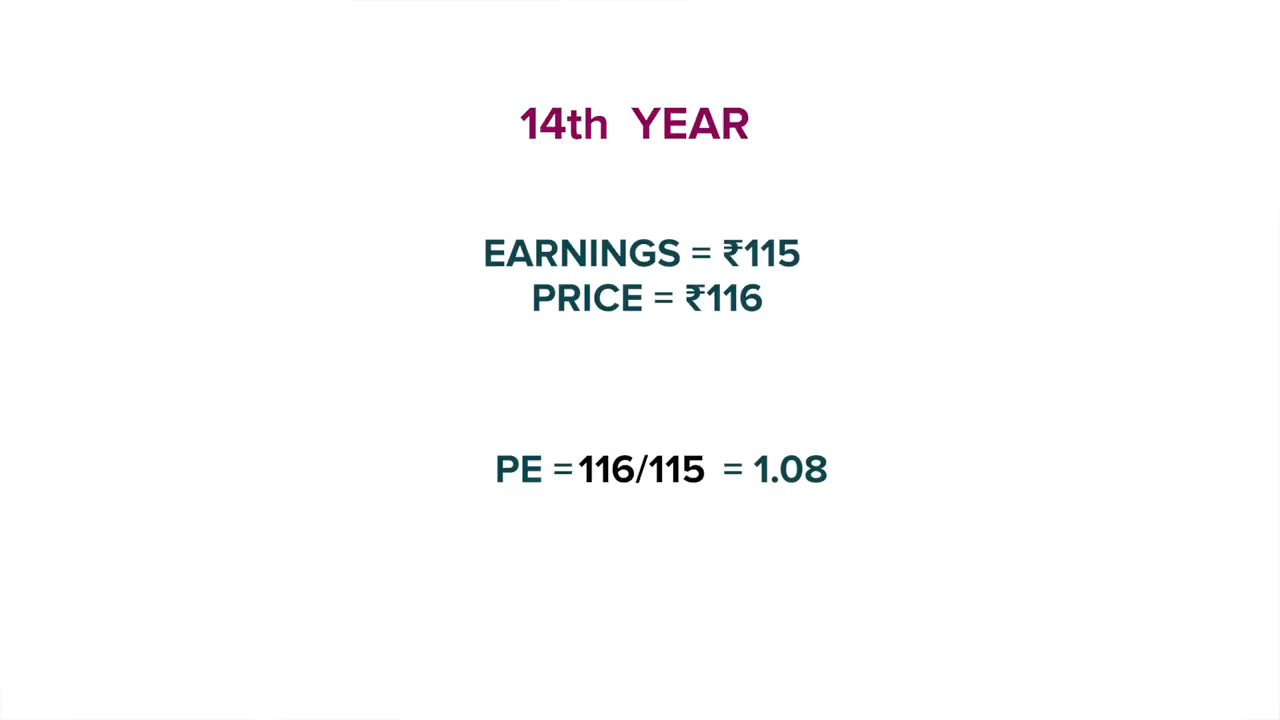 14th YEAR
EARNINGS = ₹115
PRICE = ₹116
PE = 116/115 = 1.08